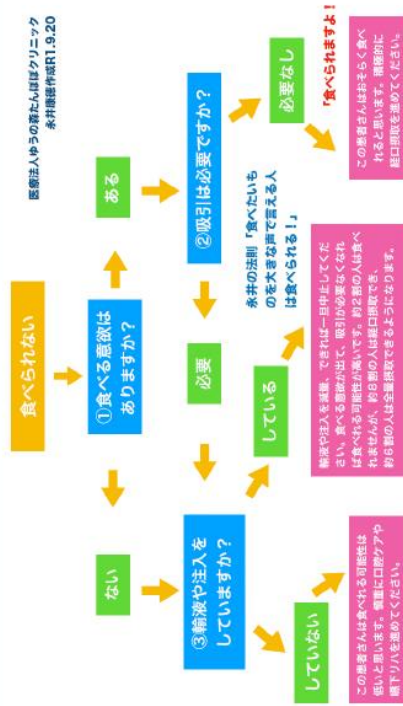 医療法人ゆうの森たんぽぽクリニック
永井康徳作成R1.9.20
食べられない
①食べる意欲は
ありますか？
ない
ある
②吸引は必要ですか？
必要
必要なし
③輸液や注入を
していますか？
していない
している
永井の法則「食べたいも
のを大きな声で言える人
は食べられる！」
「食べられますよ！
この患者さんは食べれる可能性は
低いと思います。慎重に口腔ケアや
嚥下リハを進めてください。
輸液や注入を減量、できれば一旦中止してくだ
さい。食べる意欲が出て、吸引が必要なくなれ
ば食べれる可能性が高いです。約２割の人は食べ
れませんが、約８割の人は経口摂取でき、
約６割の人は全量摂取できるようになります。
この患者さんはおそらく食べ
れると思います。積極的に
経口摂取を進めてください。